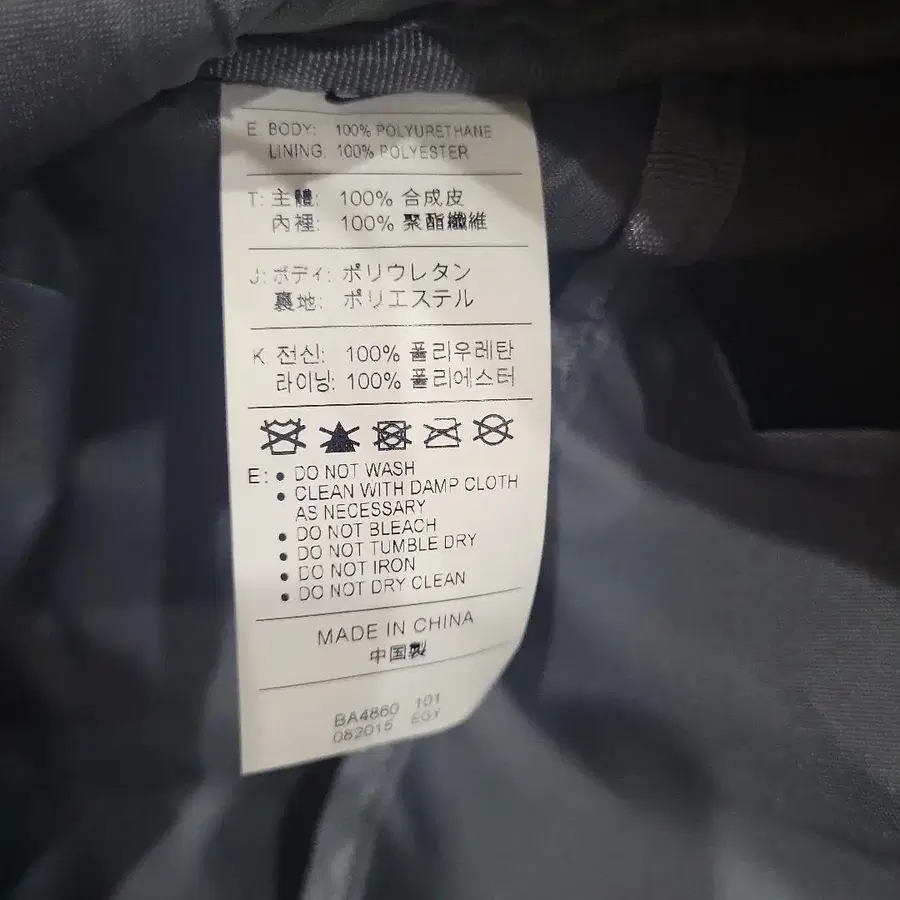 E. BODY: 100% POLYURETHANE
LINING: 100% POLYESTER
T: 主體: 100% 合成皮
內裡: 100% 聚酯纖維
J: ボディ: ポリウレタン
裏地: ポリエステル
K. 전신: 100% 폴리우레탄
라이닝: 100% 폴리에스터
E: • DO NOT WASH
• CLEAN WITH DAMP CLOTH
AS NECESSARY
• DO NOT BLEACH
• DO NOT TUMBLE DRY
• DO NOT IRON
• DO NOT DRY CLEAN
MADE IN CHINA
中国製
BA4860 101
082015 EGY